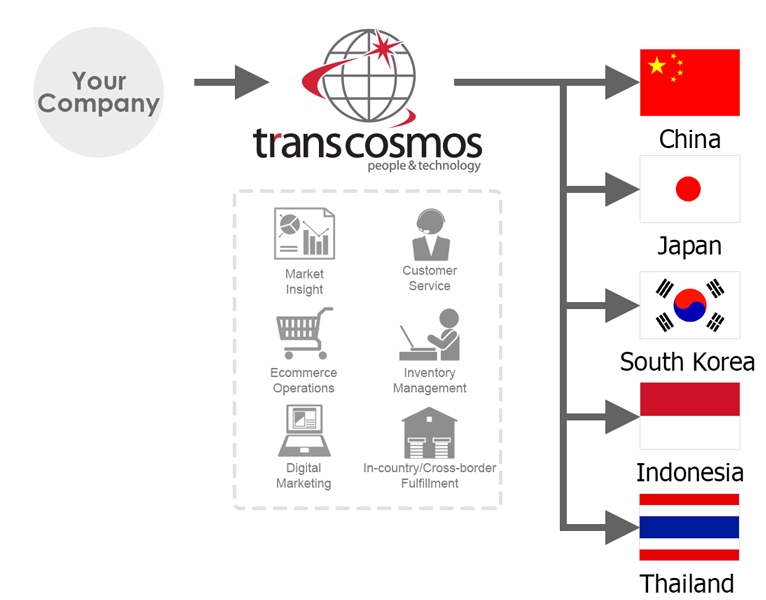 Your
Company
transcosmos
people & technology
Market
Insight
Customer
Service
Ecommerce
Operations
Inventory
Management
Digital
Marketing
In-country/Cross-border
Fulfillment
China
Japan
South Korea
Indonesia
Thailand